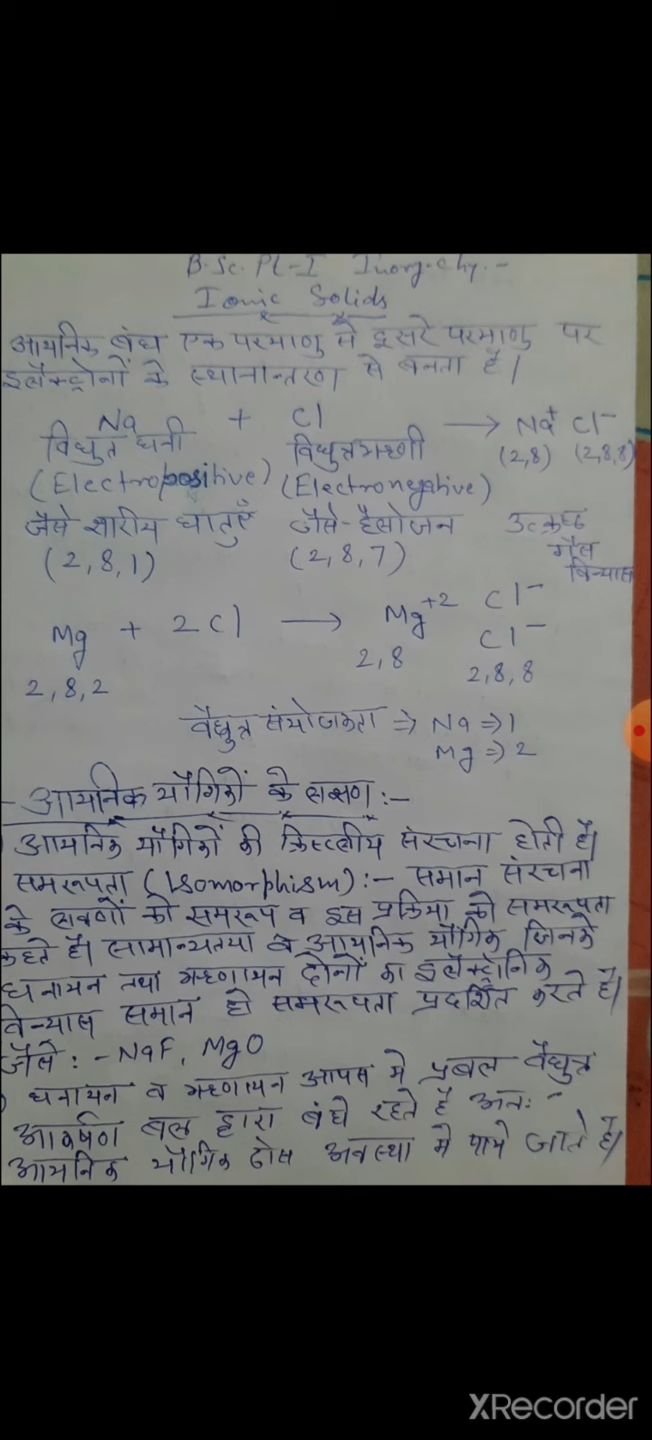 B.Sc. Pt-I Inorg. chy. -
Ionic Solids
आयनिक बंध एक परमाणु से दूसरे परमाणु पर
इलैक्ट्रोनों के स्थानान्तरण से बनता है।
Na + Cl → Na⁺ Cl⁻
विधुत धनी विधुतऋणी (2,8) (2,8,8)
(Electropositive) (Electronegative)
जैसे क्षारीय धातुएँ जैसे- हैलोजन उत्कृष्ठ
(2,8,1) (2,8,7) गैस
विन्यास
Mg + 2Cl → Mg⁺² Cl⁻
Cl⁻
2,8,2 2,8 2,8,8
वैधुत संयोजकता ⇒ Na ⇒ 1
Mg ⇒ 2
- आयनिक यौगिकों के लक्षण :-
आयनिक यौगिकों की क्रिस्टलीय संरचना होती है।
समरूपता (Isomorphism) :- समान संरचना
के लवणों को समरूप व इस प्रक्रिया को समरूपता
कहते है। सामान्यतया वे आयनिक यौगिक जिनके
धनायन तथा ऋणायन दोनों का इलैक्ट्रोनिक
विन्यास समान हो समरूपता प्रदर्शित करते है।
जैसे :- NaF, MgO
धनायन व ऋणायन आपस मे प्रबल वैधुत
आकर्षण बल द्वारा बंधे रहते है अतः -
आयनिक यौगिक ठोस अवस्था मे पाये जाते है।
XRecorder